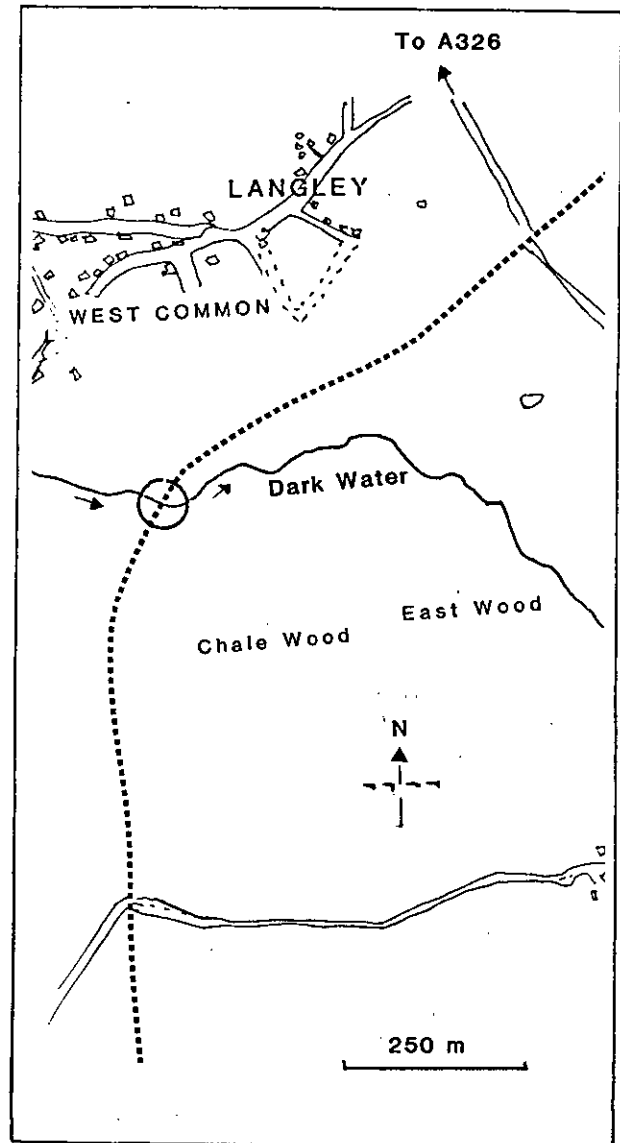 To A326
LANGLEY
WEST COMMON
Dark Water
East Wood
Chale Wood
N
250 m